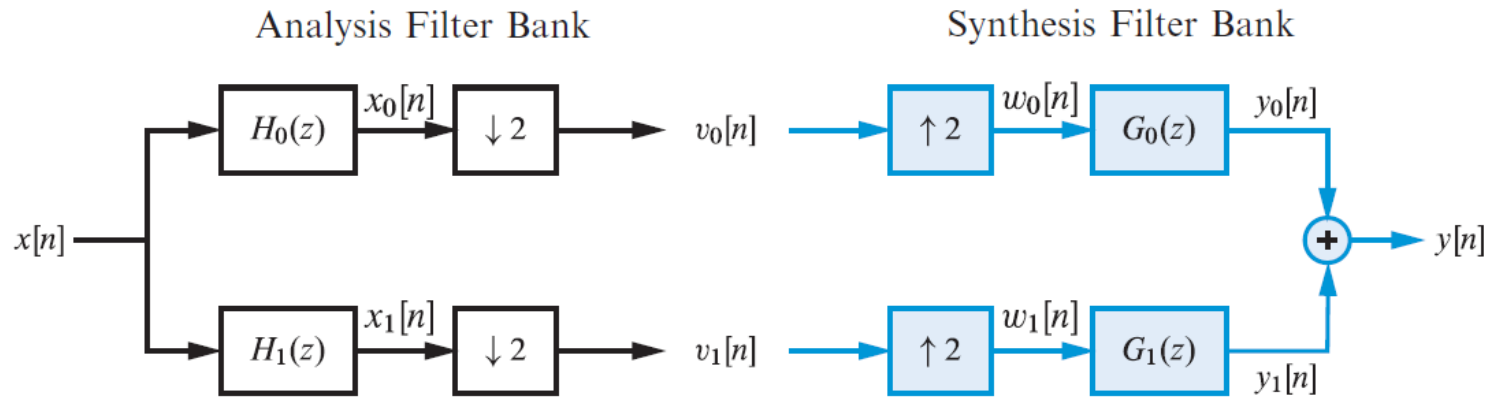 Analysis Filter Bank
Synthesis Filter Bank
H0(z)
x0[n]
↓2
v0[n]
↑2
w0[n]
G0(z)
y0[n]
x[n]
+
y[n]
H1(z)
x1[n]
↓2
v1[n]
↑2
w1[n]
G1(z)
y1[n]